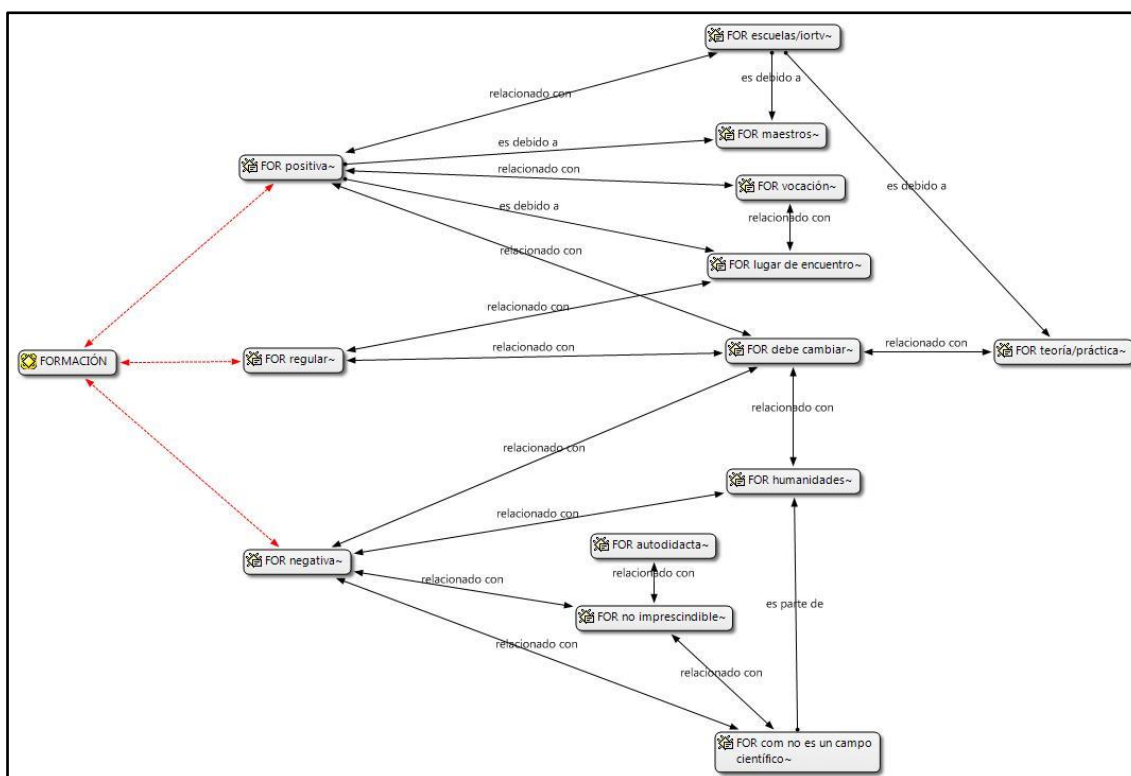 FOR escuelas/iortv~
es debido a
relacionado con
FOR maestros~
es debido a
FOR positiva~
relacionado con
FOR vocación~
es debido a
es debido a
relacionado con
relacionado con
FOR lugar de encuentro~
relacionado con
FORMACIÓN
FOR regular~
relacionado con
FOR debe cambiar~
relacionado con
FOR teoría/práctica~
relacionado con
relacionado con
FOR humanidades~
relacionado con
FOR negativa~
FOR autodidacta~
relacionado con
relacionado con
es parte de
FOR no imprescindible~
relacionado con
relacionado con
FOR com no es un campo
científico~